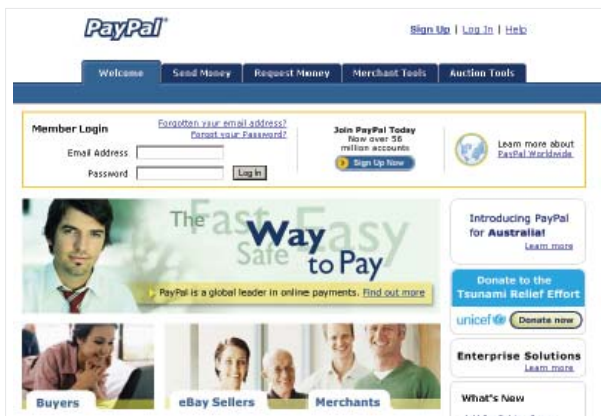 PayPal
Sign Up | Log In | Help
Welcome
Send Money
Request Money
Merchant Tools
Auction Tools
Member Login
Forgotten your email address?
Forgot your Password?
Email Address
Password
Log In
Join PayPal Today
Now over 56
million accounts
Sign Up Now
Learn more about
PayPal Worldwide
The Fast Easy
Safe
Way
to Pay
PayPal is a global leader in online payments. Find out more
Introducing PayPal
for Australia!
Learn more
Donate to the
Tsunami Relief Effort
unicef
Donate now
Enterprise Solutions
Learn more
What's New
Buyers
eBay Sellers
Merchants